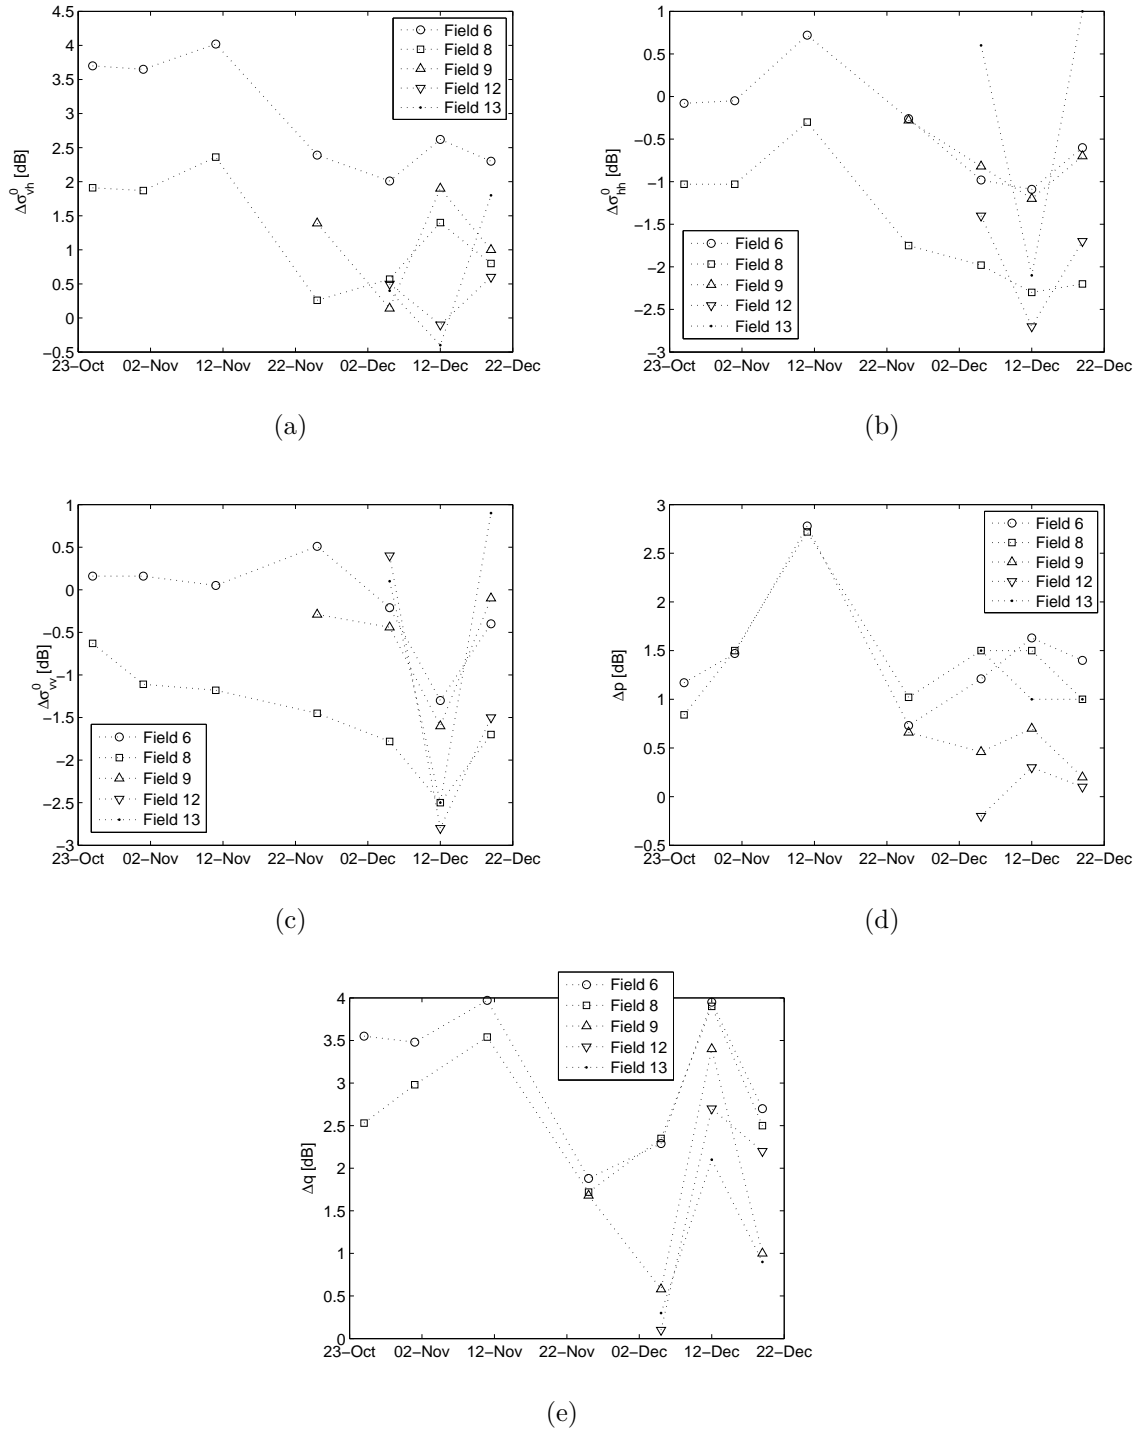 4.5
4
3.5
3
2.5
2
1.5
1
0.5
0
−0.5
Δσ⁰vh [dB]
Field 6
Field 8
Field 9
Field 12
Field 13
23−Oct 02−Nov 12−Nov 22−Nov 02−Dec 12−Dec 22−Dec
(a)
1
0.5
0
−0.5
−1
−1.5
−2
−2.5
−3
Δσ⁰hh [dB]
Field 6
Field 8
Field 9
Field 12
Field 13
23−Oct 02−Nov 12−Nov 22−Nov 02−Dec 12−Dec 22−Dec
(b)
1
0.5
0
−0.5
−1
−1.5
−2
−2.5
−3
Δσ⁰vv [dB]
Field 6
Field 8
Field 9
Field 12
Field 13
23−Oct 02−Nov 12−Nov 22−Nov 02−Dec 12−Dec 22−Dec
(c)
3
2.5
2
1.5
1
0.5
0
−0.5
Δp [dB]
Field 6
Field 8
Field 9
Field 12
Field 13
23−Oct 02−Nov 12−Nov 22−Nov 02−Dec 12−Dec 22−Dec
(d)
4
3.5
3
2.5
2
1.5
1
0.5
0
Δq [dB]
Field 6
Field 8
Field 9
Field 12
Field 13
23−Oct 02−Nov 12−Nov 22−Nov 02−Dec 12−Dec 22−Dec
(e)